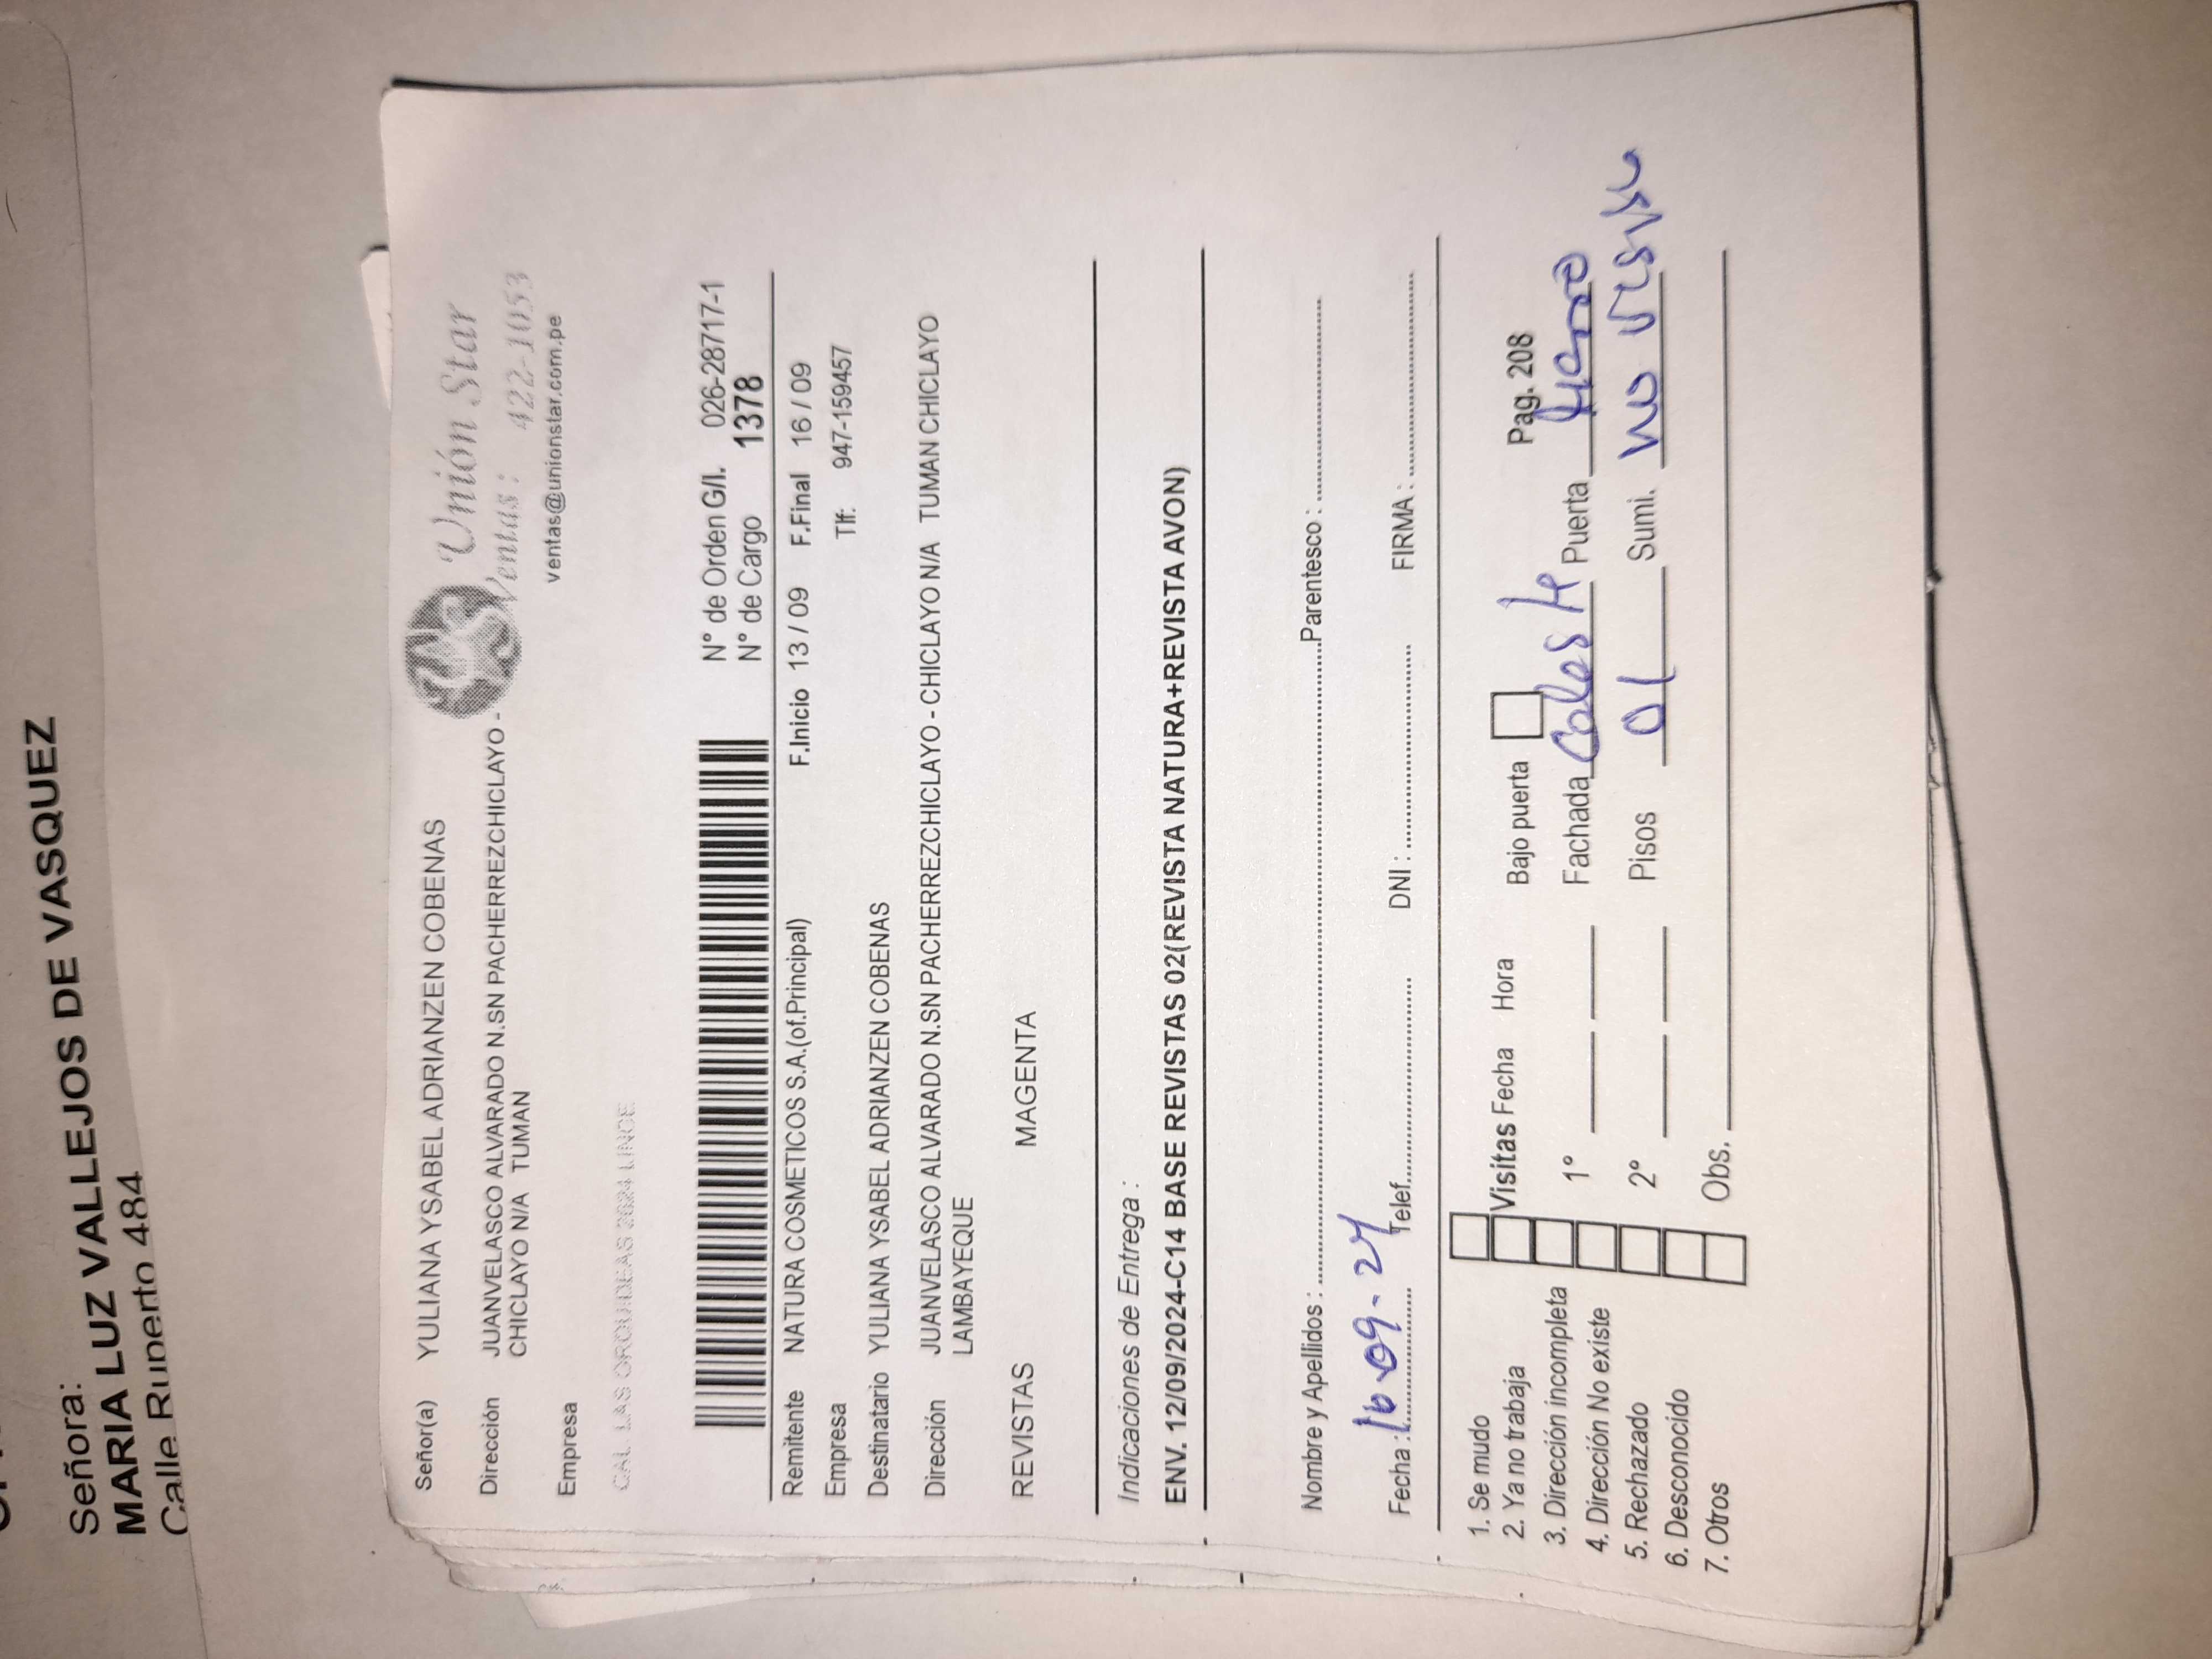 Señora:
MARIA LUZ VALLEJOS DE VASQUEZ
Calle Ruperto 484
Señor(a) YULIANA YSABEL ADRIANZEN COBENAS
Dirección JUANVELASCO ALVARADO N.SN PACHERREZCHICLAYO -
CHICLAYO N/A TUMAN
Empresa
Unión Star
Ventas: 422-1053
ventas@unionstar.com.pe
CAL LAS ORQUIDEAS 2624 LINCE
N° de Orden G/I. 026-28717-1
N° de Cargo 1378
Remitente NATURA COSMETICOS S.A.(of.Principal) F.Inicio 13 / 09 F.Final 16 / 09
Empresa Tlf: 947-159457
Destinatario YULIANA YSABEL ADRIANZEN COBENAS
Dirección JUANVELASCO ALVARADO N.SN PACHERREZCHICLAYO - CHICLAYO N/A TUMAN CHICLAYO
LAMBAYEQUE
REVISTAS MAGENTA
Indicaciones de Entrega :
ENV. 12/09/2024-C14 BASE REVISTAS 02(REVISTA NATURA+REVISTA AVON)
Nombre y Apellidos : Parentesco :
Fecha : 16-09-24 Telef. DNI : FIRMA :
1. Se mudo
2. Ya no trabaja
3. Dirección incompleta
4. Dirección No existe
5. Rechazado
6. Desconocido
7. Otros
Visitas Fecha Hora Bajo puerta Pag. 208
1° Fachada Puerta
2° Pisos 01 Sumi. no visible
Obs.